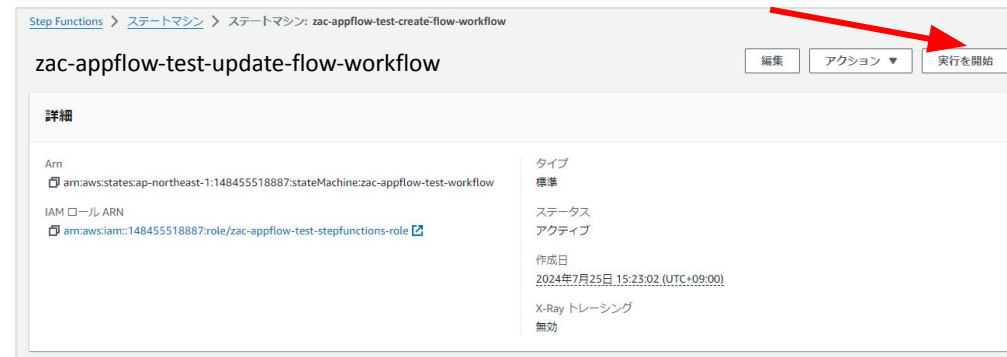 Step Functions > ステートマシン > ステートマシン: zac-appflow-test-create-flow-workflow
zac-appflow-test-update-flow-workflow
編集 アクション ▼ 実行を開始
詳細
Arn
arn:aws:states:ap-northeast-1:148455518887:stateMachine:zac-appflow-test-workflow
IAM ロール ARN
arn:aws:iam::148455518887:role/zac-appflow-test-stepfunctions-role
タイプ
標準
ステータス
アクティブ
作成日
2024年7月25日 15:23:02 (UTC+09:00)
X-Ray トレーシング
無効